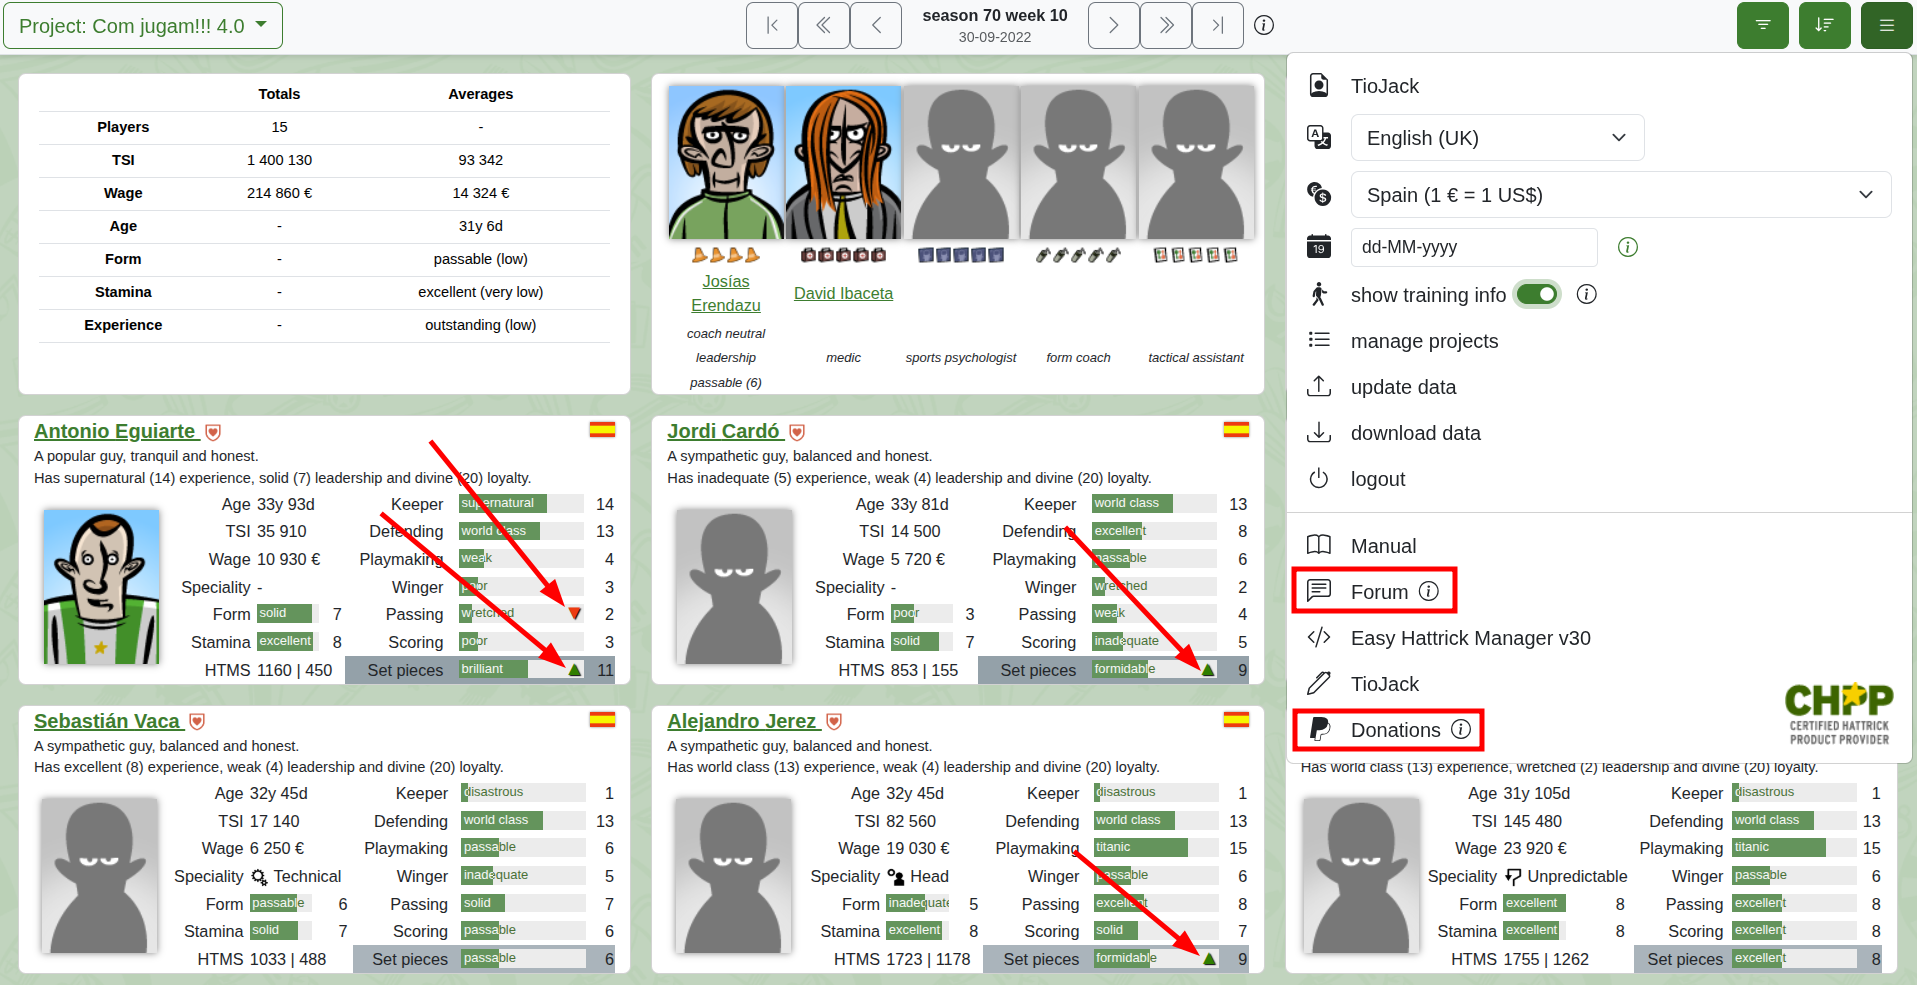 Project: Com jugam!!! 4.0
season 70 week 10
30-09-2022
Totals Averages
Players 15 -
TSI 1 400 130 93 342
Wage 214 860 € 14 324 €
Age - 31y 6d
Form - passable (low)
Stamina - excellent (very low)
Experience - outstanding (low)
Josías
Erendazu
coach neutral
leadership
passable (6)
David Ibaceta
medic
sports psychologist
form coach
tactical assistant
TioJack
English (UK)
Spain (1 € = 1 US$)
19
dd-MM-yyyy
show training info
manage projects
update data
download data
logout
Manual
Forum
Easy Hattrick Manager v30
TioJack
Donations
CHPP
CERTIFIED HATTRICK
PRODUCT PROVIDER
Antonio Eguiarte
A popular guy, tranquil and honest.
Has supernatural (14) experience, solid (7) leadership and divine (20) loyalty.
Age 33y 93d Keeper supernatural 14
TSI 35 910 Defending world class 13
Wage 10 930 € Playmaking weak 4
Speciality - Winger poor 3
Form solid 7 Passing wretched 2
Stamina excellent 8 Scoring poor 3
HTMS 1160 | 450 Set pieces brilliant 11
Jordi Cardó
A sympathetic guy, balanced and honest.
Has inadequate (5) experience, weak (4) leadership and divine (20) loyalty.
Age 33y 81d Keeper world class 13
TSI 14 500 Defending excellent 8
Wage 5 720 € Playmaking passable 6
Speciality - Winger wretched 2
Form poor 3 Passing weak 4
Stamina solid 7 Scoring inadequate 5
HTMS 853 | 155 Set pieces formidable 9
Sebastián Vaca
A sympathetic guy, balanced and honest.
Has excellent (8) experience, weak (4) leadership and divine (20) loyalty.
Age 32y 45d Keeper disastrous 1
TSI 17 140 Defending world class 13
Wage 6 250 € Playmaking passable 6
Speciality Technical Winger inadequate 5
Form passable 6 Passing solid 7
Stamina solid 7 Scoring passable 6
HTMS 1033 | 488 Set pieces passable 6
Alejandro Jerez
A sympathetic guy, balanced and honest.
Has world class (13) experience, weak (4) leadership and divine (20) loyalty.
Age 32y 45d Keeper disastrous 1
TSI 82 560 Defending world class 13
Wage 19 030 € Playmaking titanic 15
Speciality Head Winger passable 6
Form inadequate 5 Passing excellent 8
Stamina excellent 8 Scoring solid 7
HTMS 1723 | 1178 Set pieces formidable 9
Has world class (13) experience, wretched (2) leadership and divine (20) loyalty.
Age 31y 105d Keeper disastrous 1
TSI 145 480 Defending world class 13
Wage 23 920 € Playmaking titanic 15
Speciality Unpredictable Winger passable 6
Form excellent 8 Passing excellent 8
Stamina excellent 8 Scoring excellent 8
HTMS 1755 | 1262 Set pieces excellent 8